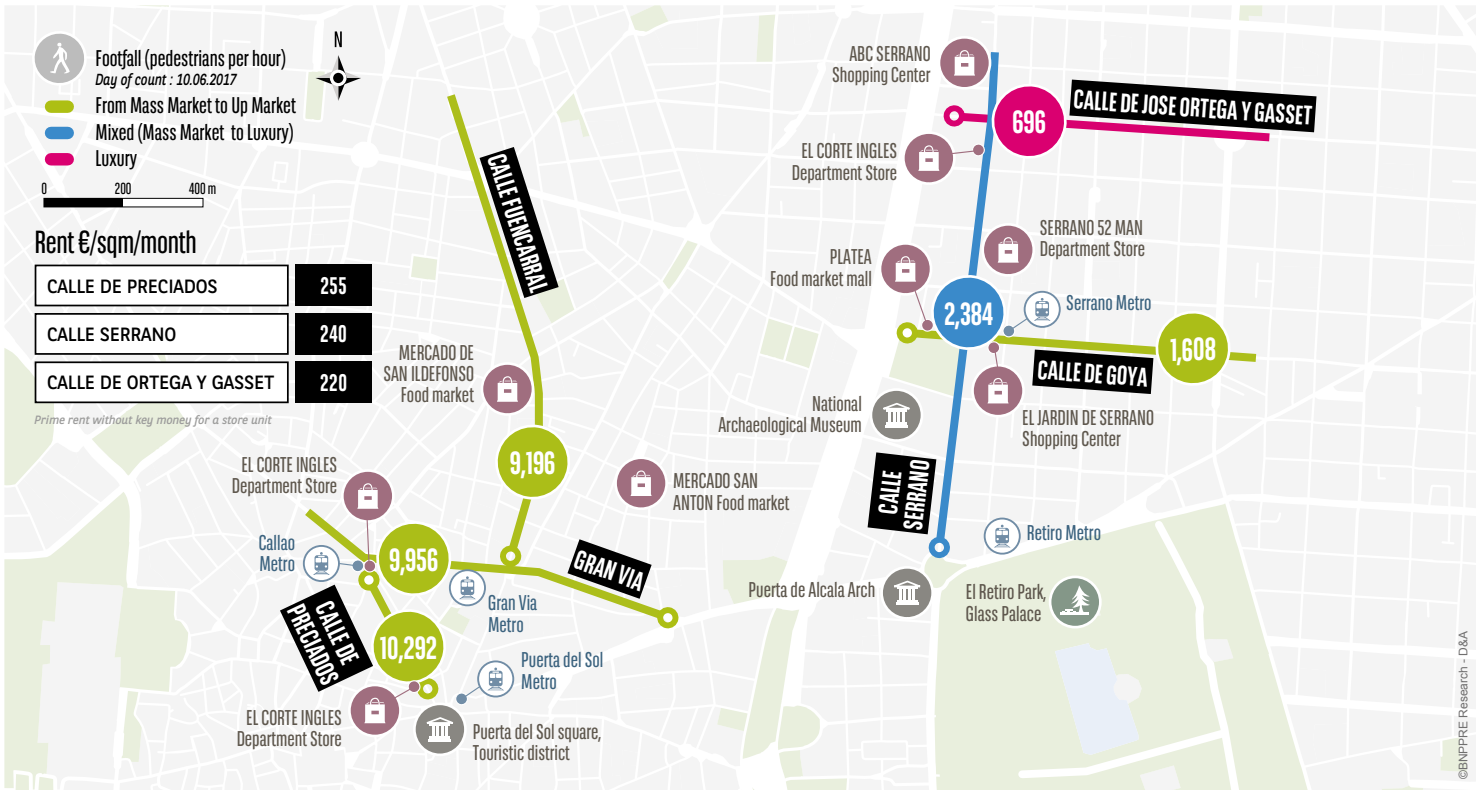 Footfall (pedestrians per hour)
Day of count : 10.06.2017
From Mass Market to Up Market
Mixed (Mass Market to Luxury)
Luxury
0 200 400 m
N
Rent €/sqm/month
CALLE DE PRECIADOS 255
CALLE SERRANO 240
CALLE DE ORTEGA Y GASSET 220
Prime rent without key money for a store unit
CALLE FUENCARRAL
MERCADO DE
SAN ILDEFONSO
Food market
9,196
MERCADO SAN
ANTON Food market
EL CORTE INGLES
Department Store
Callao
Metro
9,956
GRAN VIA
Gran Via
Metro
CALLE DE
PRECIADOS
10,292
Puerta del Sol
Metro
EL CORTE INGLES
Department Store
Puerta del Sol square,
Touristic district
ABC SERRANO
Shopping Center
CALLE DE JOSE ORTEGA Y GASSET
696
EL CORTE INGLES
Department Store
SERRANO 52 MAN
Department Store
PLATEA
Food market mall
2,384
Serrano Metro
1,608
CALLE DE GOYA
EL JARDIN DE SERRANO
Shopping Center
National
Archaeological Museum
CALLE
SERRANO
Retiro Metro
Puerta de Alcala Arch
El Retiro Park,
Glass Palace
©BNPPRE Research - D&A